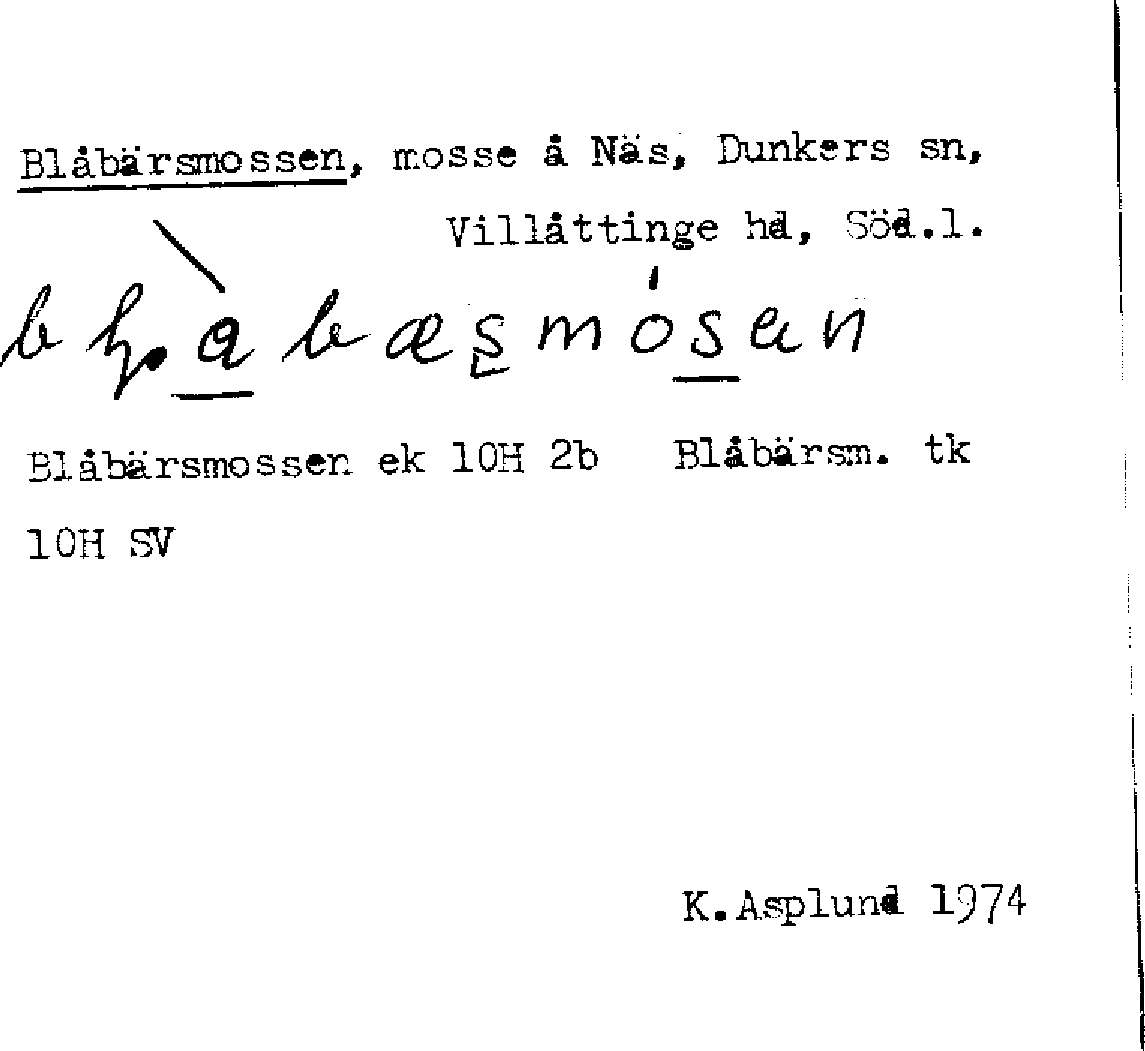 Blåbärsmossen, mosse å Näs, Dunkers sn,
Villåttinge hd, Söd.l.
Blåbärsmossen ek 10H 2b Blåbärsm. tk
10H SV
K.Asplund 1974